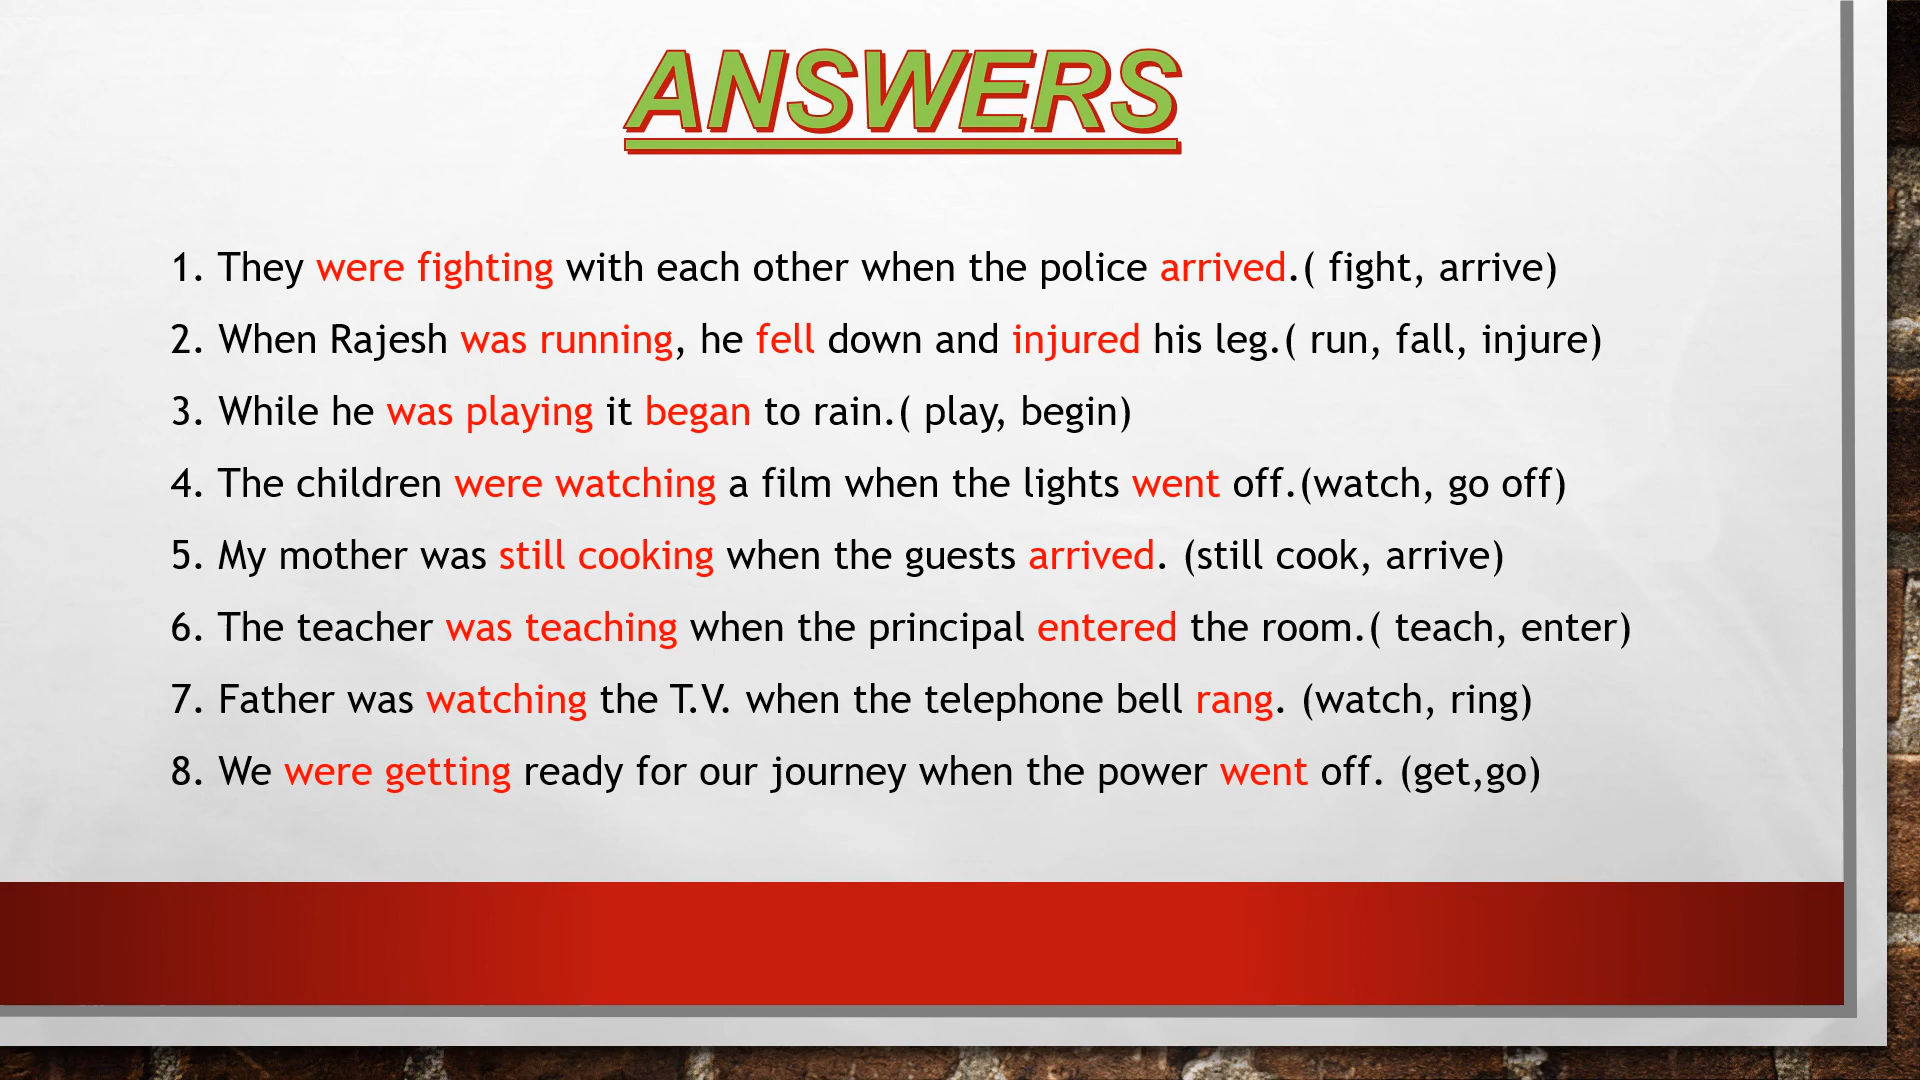 ANSWERS
1. They were fighting with each other when the police arrived.( fight, arrive)
2. When Rajesh was running, he fell down and injured his leg.( run, fall, injure)
3. While he was playing it began to rain.( play, begin)
4. The children were watching a film when the lights went off.(watch, go off)
5. My mother was still cooking when the guests arrived. (still cook, arrive)
6. The teacher was teaching when the principal entered the room.( teach, enter)
7. Father was watching the T.V. when the telephone bell rang. (watch, ring)
8. We were getting ready for our journey when the power went off. (get,go)